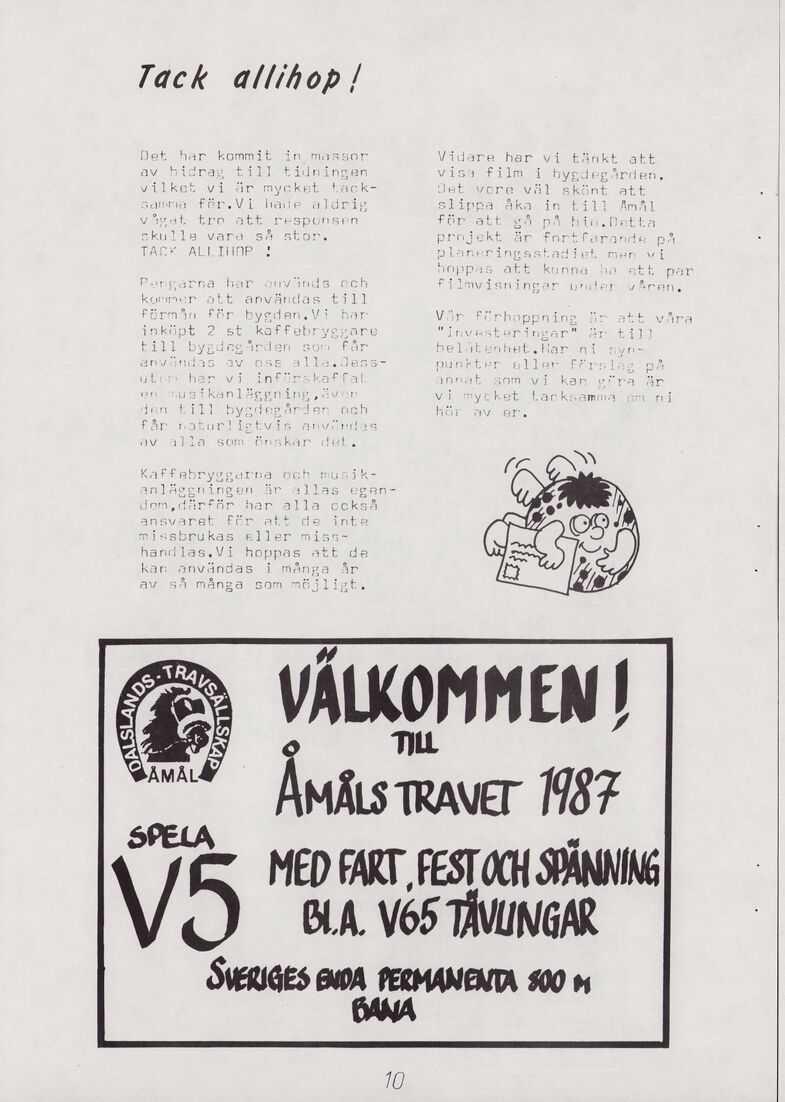 Tack allihop!
Det har kommit in massor
av bidrag till tidningen
vilket vi är mycket tack-
samma för.Vi hade aldrig
vågat tro att responsen
skulle vara så stor.
TACK ALLIHOP !
Pengarna har används och
kommer att användas till
förmån för bygden.Vi har
inköpt 2 st kaffebryggare
till bygdegården som får
användas av oss alla.Dess-
utom har vi införskaffat
en musikanläggning,även
den till bygdegården och
får naturligtvis användas
av alla som önskar det.
Kaffebryggarna och musik-
anläggningen är allas egen-
dom,därför har alla också
ansvaret för att de inte
missbrukas eller miss-
handlas.Vi hoppas att de
kan användas i många år
av så många som möjligt.
Vidare har vi tänkt att
visa film i bygdegården.
Det vore väl skönt att
slippa åka in till Åmål
för att gå på bio.Detta
projekt är fortfarande på
planeringsstadiet men vi
hoppas att kunna ha ett par
filmvisningar under våren.
Vår förhoppning är att våra
"investeringar" är till
belåtenhet.Har ni syn-
punkter eller förslag på
annat som vi kan göra är
vi mycket tacksamma om ni
hör av er.
DALSLANDS-TRAVSÄLLSKAP
ÅMÅL
VÄLKOMMEN!
TILL
ÅMÅLS TRAVET 1987
SPELA
V5
MED FART, FEST OCH SPÄNNING
BL.A. V65 TÄVLINGAR
SVERIGES ENDA PERMANENTA 800 M
BANA
10